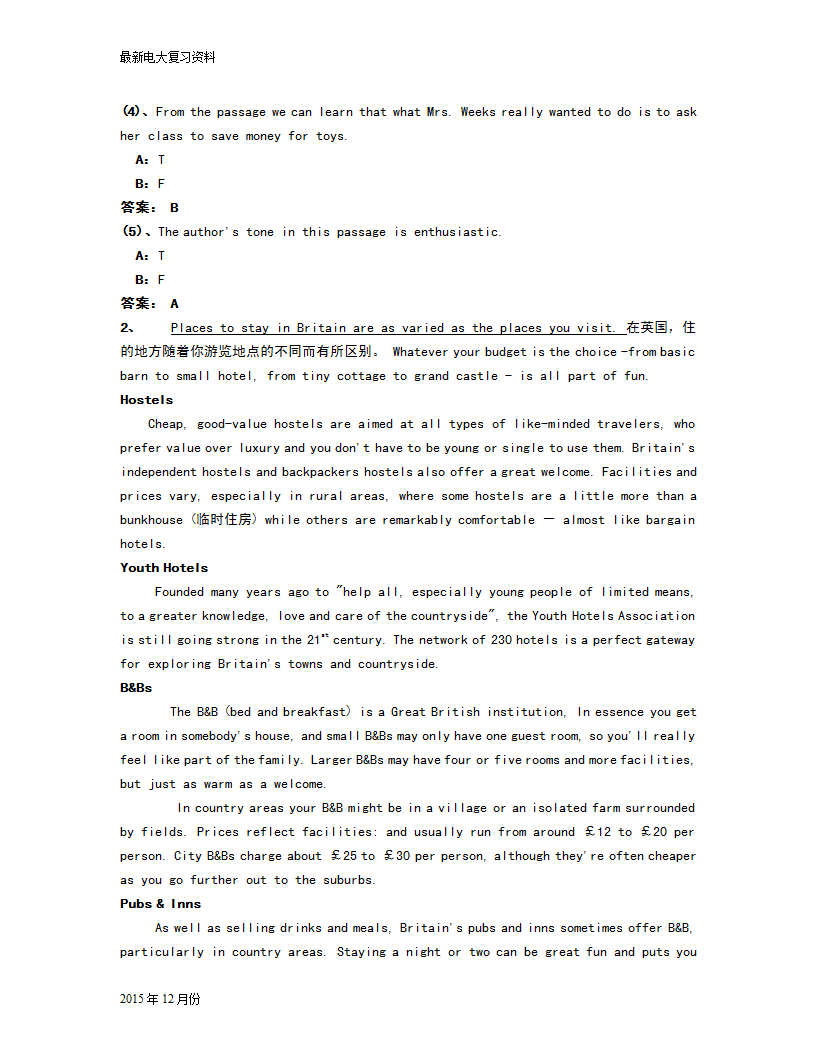 最新电大复习资料
(4)、From the passage we can learn that what Mrs. Weeks really wanted to do is to ask
her class to save money for toys.
A: T
B: F
答案： B
(5)、The author's tone in this passage is enthusiastic.
A: T
B: F
答案： A
2、 Places to stay in Britain are as varied as the places you visit. 在英国，住
的地方随着你游览地点的不同而有所区别。 Whatever your budget is the choice -from basic
barn to small hotel, from tiny cottage to grand castle - is all part of fun.
Hostels
Cheap, good-value hostels are aimed at all types of like-minded travelers, who
prefer value over luxury and you don't have to be young or single to use them. Britain's
independent hostels and backpackers hostels also offer a great welcome. Facilities and
prices vary, especially in rural areas, where some hostels are a little more than a
bunkhouse (临时住房) while others are remarkably comfortable — almost like bargain
hotels.
Youth Hotels
Founded many years ago to "help all, especially young people of limited means,
to a greater knowledge, love and care of the countryside", the Youth Hotels Association
is still going strong in the 21st century. The network of 230 hotels is a perfect gateway
for exploring Britain's towns and countryside.
B&Bs
The B&B (bed and breakfast) is a Great British institution, In essence you get
a room in somebody's house, and small B&Bs may only have one guest room, so you'll really
feel like part of the family. Larger B&Bs may have four or five rooms and more facilities,
but just as warm as a welcome.
In country areas your B&B might be in a village or an isolated farm surrounded
by fields. Prices reflect facilities: and usually run from around ￡12 to ￡20 per
person. City B&Bs charge about ￡25 to ￡30 per person, although they're often cheaper
as you go further out to the suburbs.
Pubs & Inns
As well as selling drinks and meals, Britain's pubs and inns sometimes offer B&B,
particularly in country areas. Staying a night or two can be great fun and puts you
2015 年 12 月份